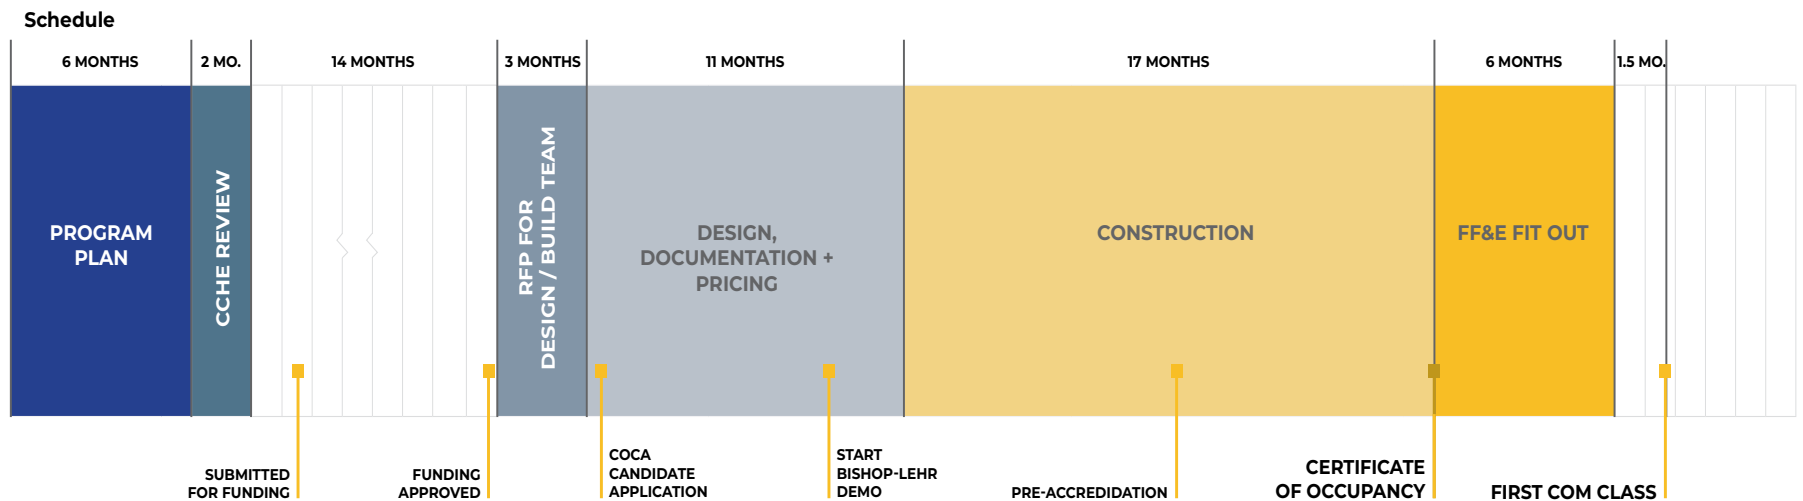 Schedule
6 MONTHS
2 MO.
14 MONTHS
3 MONTHS
11 MONTHS
17 MONTHS
6 MONTHS
1.5 MO.
PROGRAM
PLAN
CCHE REVIEW
RFP FOR
DESIGN / BUILD TEAM
DESIGN,
DOCUMENTATION +
PRICING
CONSTRUCTION
FF&E FIT OUT
SUBMITTED
FOR FUNDING
FUNDING
APPROVED
COCA
CANDIDATE
APPLICATION
START
BISHOP-LEHR
DEMO
PRE-ACCREDIDATION
CERTIFICATE
OF OCCUPANCY
FIRST COM CLASS